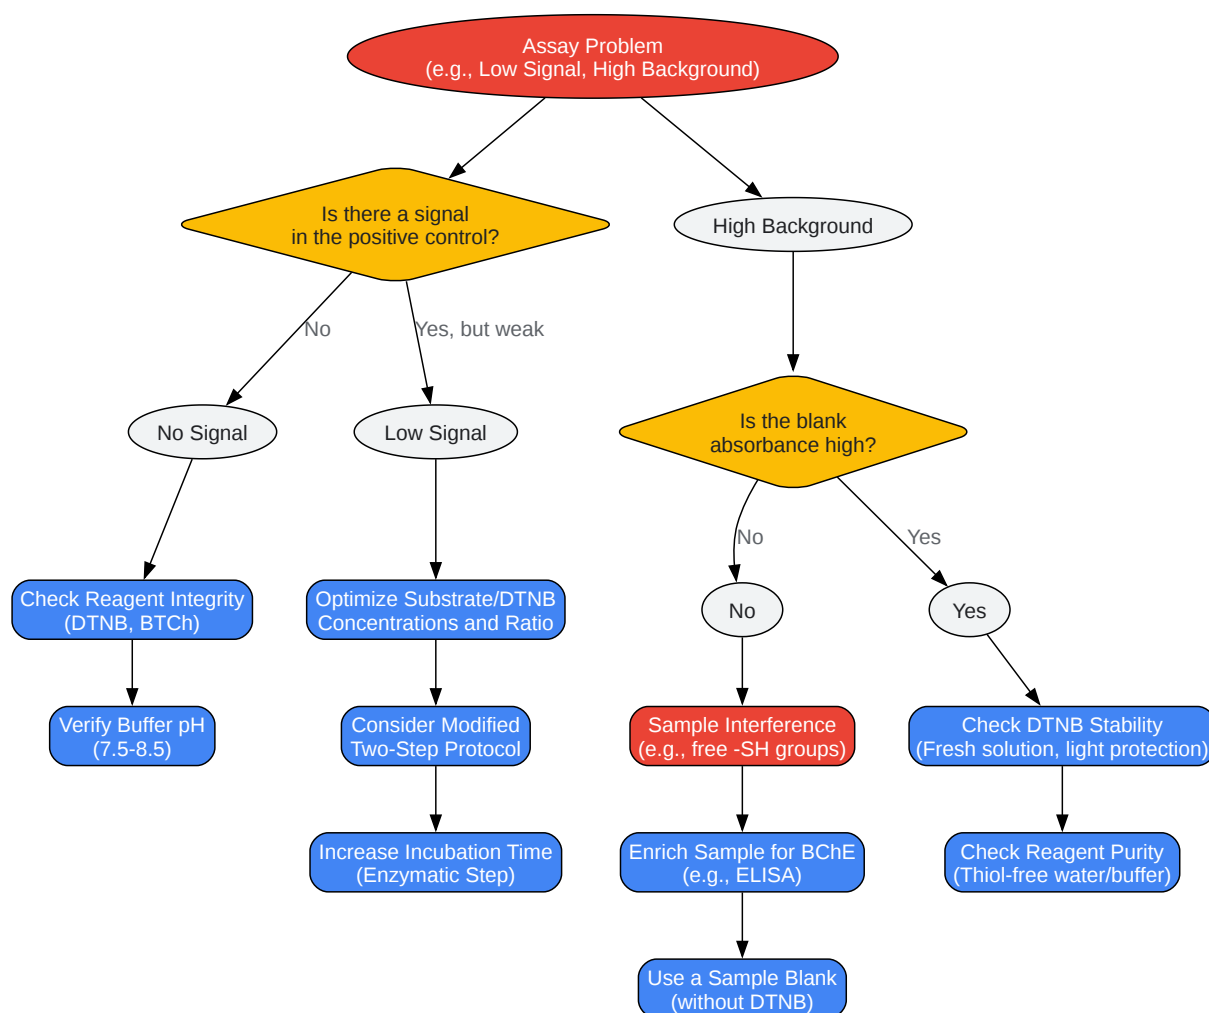 Assay Problem
(e.g., Low Signal, High Background)
Is there a signal
in the positive control?
High Background
No
Yes, but weak
Is the blank
absorbance high?
No Signal
Low Signal
No
Yes
Check Reagent Integrity
(DTNB, BTCh)
Optimize Substrate/DTNB
Concentrations and Ratio
No
Yes
Verify Buffer pH
(7.5-8.5)
Consider Modified
Two-Step Protocol
Sample Interference
(e.g., free -SH groups)
Check DTNB Stability
(Fresh solution, light protection)
Increase Incubation Time
(Enzymatic Step)
Enrich Sample for BChE
(e.g., ELISA)
Check Reagent Purity
(Thiol-free water/buffer)
Use a Sample Blank
(without DTNB)